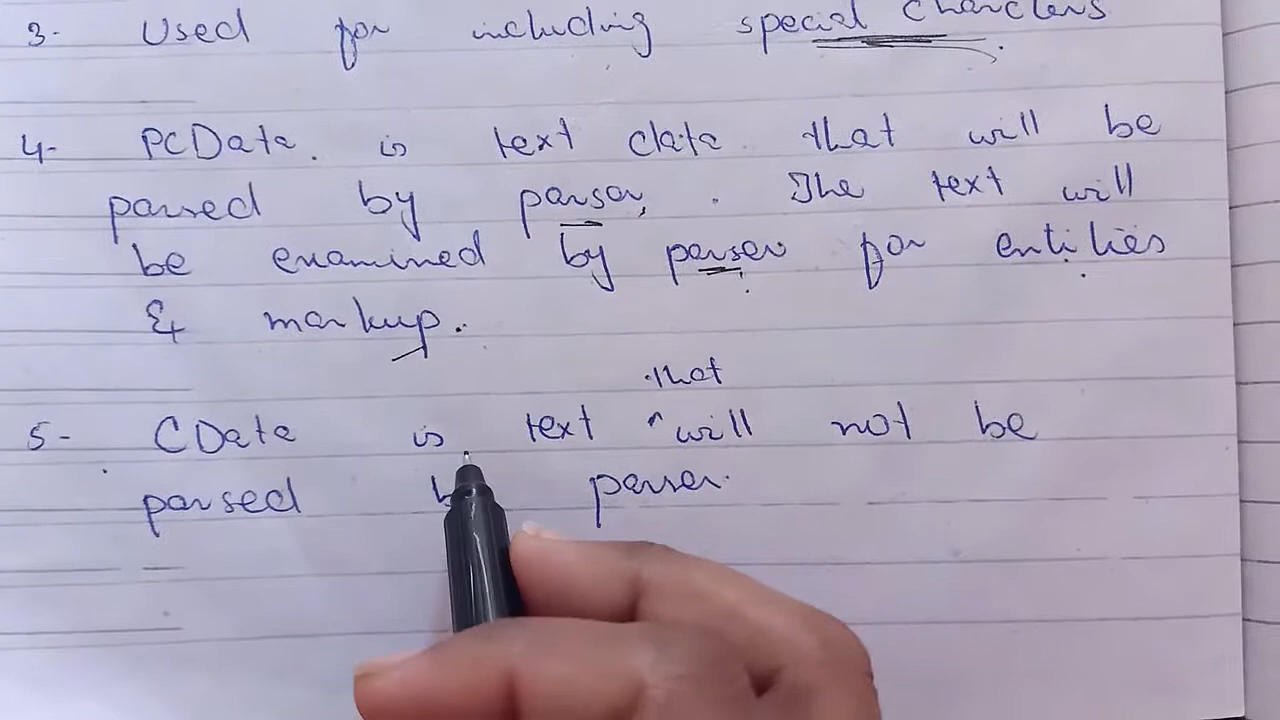 3- Used for including special characters.
4- PCData is text data that will be
parsed by parser. The text will
be examined by parser for entities
& markup.
that
5- CData is text ^ will not be
parsed parser.